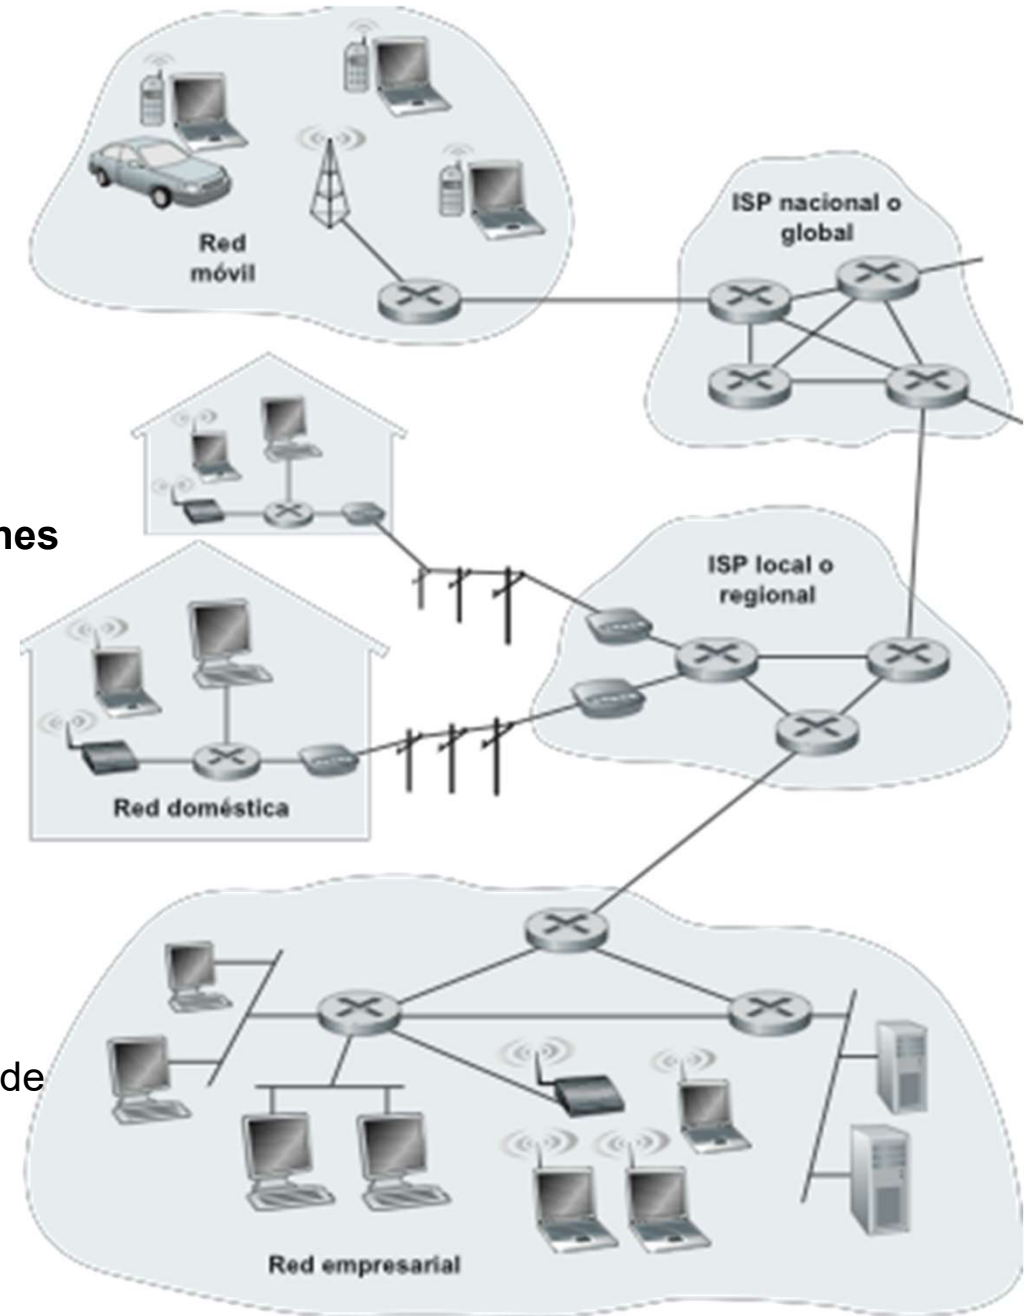 ISP nacional o
global
Red
móvil
nes
ISP local o
regional
Red doméstica
de
Red empresarial